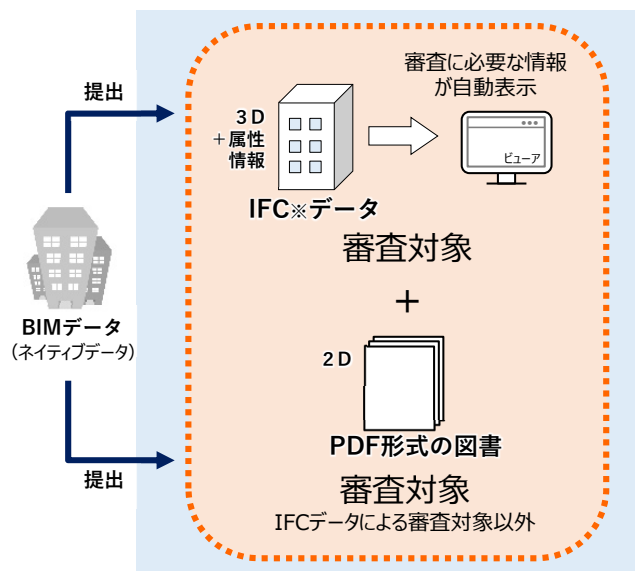 審査に必要な情報
が自動表示
提出
3D
＋属性
情報
ビューア
IFC※データ
審査対象
＋
BIMデータ
（ネイティブデータ）
2D
PDF形式の図書
提出
審査対象
IFCデータによる審査対象以外